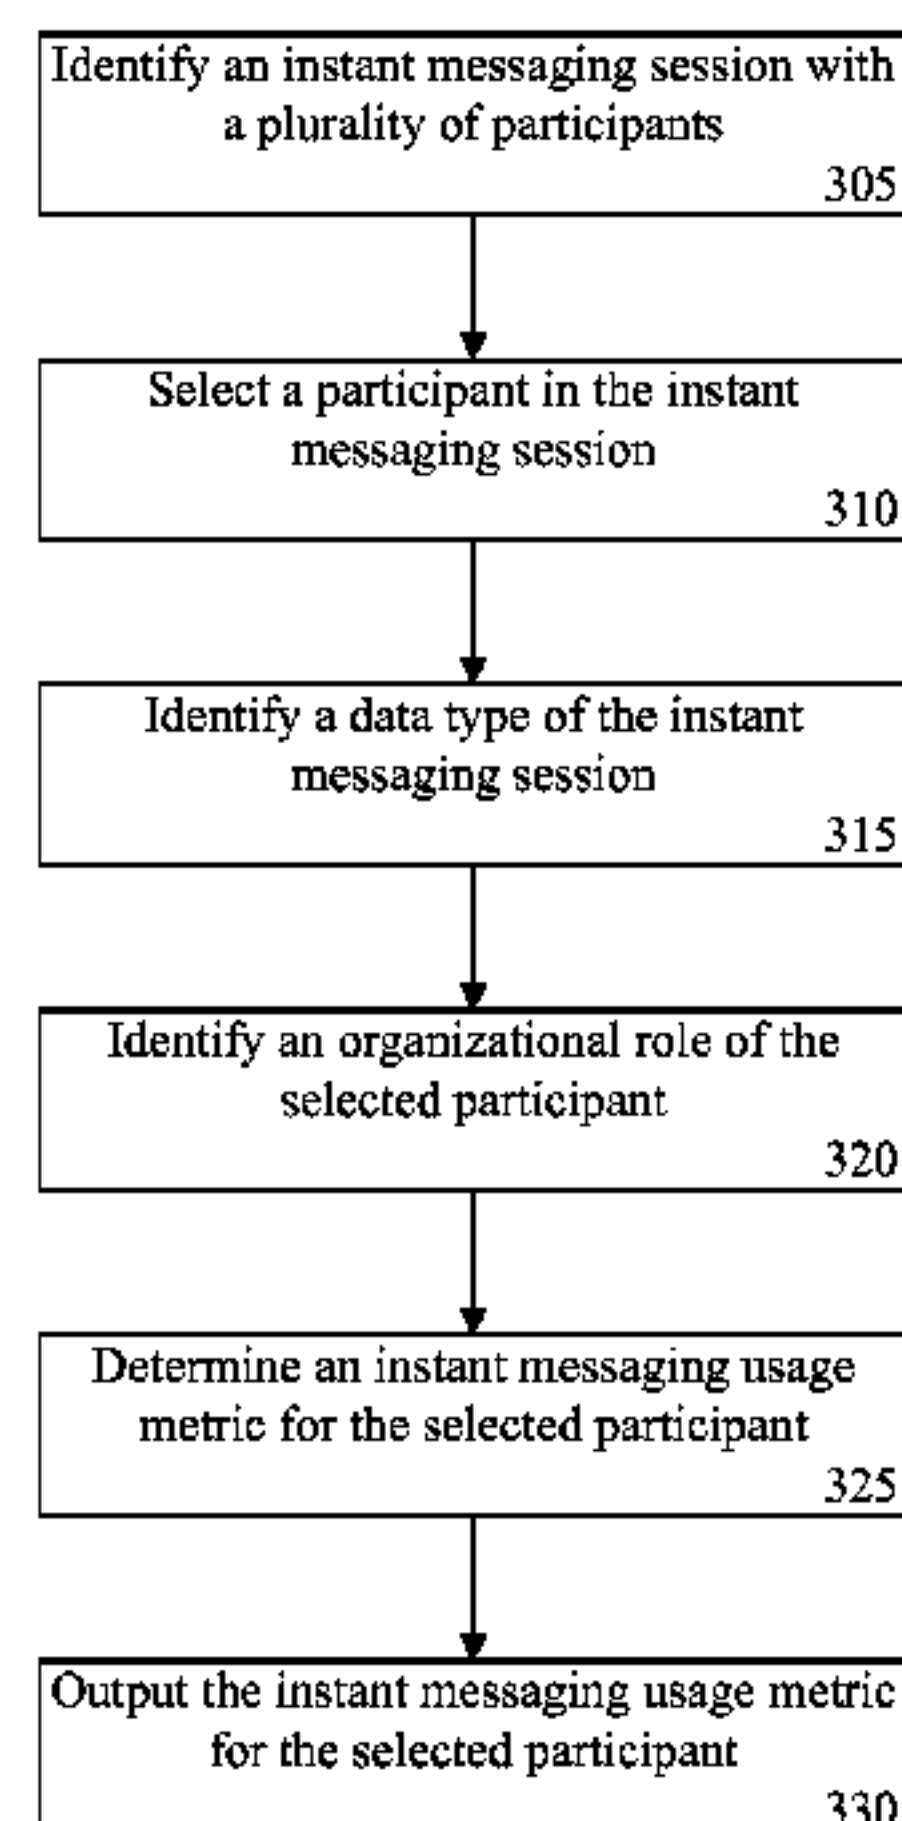 Identify an instant messaging session with
a plurality of participants
305
Select a participant in the instant
messaging session
310
Identify a data type of the instant
messaging session
315
Identify an organizational role of the
selected participant
320
Determine an instant messaging usage
metric for the selected participant
325
Output the instant messaging usage metric
for the selected participant
330